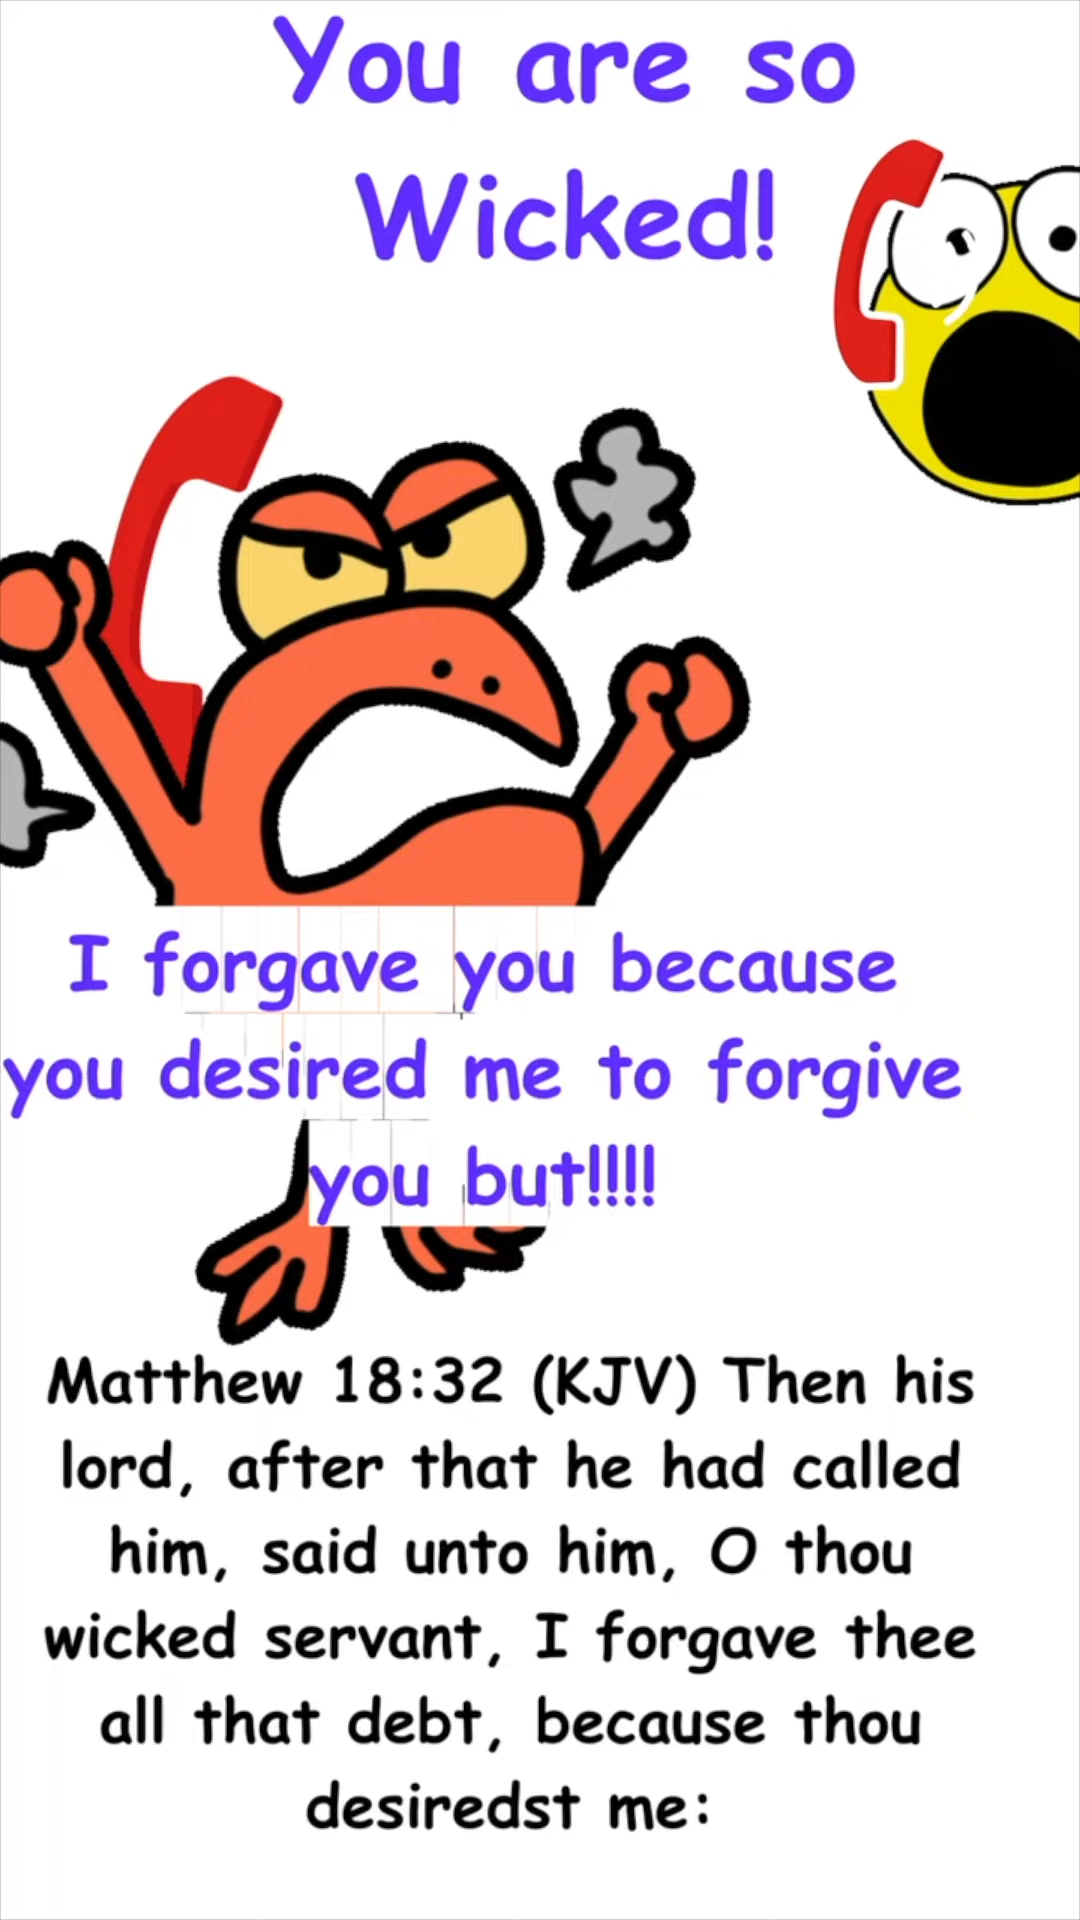 You are so
Wicked!
I forgave you because
you desired me to forgive
you but!!!!
Matthew 18:32 (KJV) Then his
lord, after that he had called
him, said unto him, O thou
wicked servant, I forgave thee
all that debt, because thou
desiredst me: